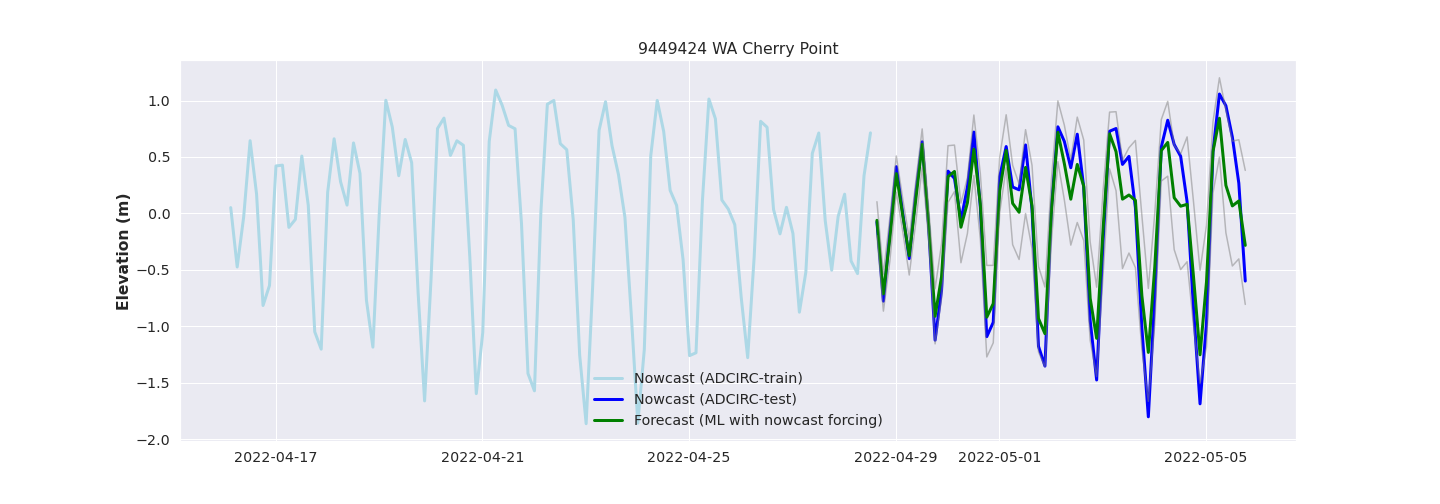 9449424 WA Cherry Point
Elevation (m)
1.0
0.5
0.0
−0.5
−1.0
−1.5
−2.0
Nowcast (ADCIRC-train)
Nowcast (ADCIRC-test)
Forecast (ML with nowcast forcing)
2022-04-17
2022-04-21
2022-04-25
2022-04-29
2022-05-01
2022-05-05